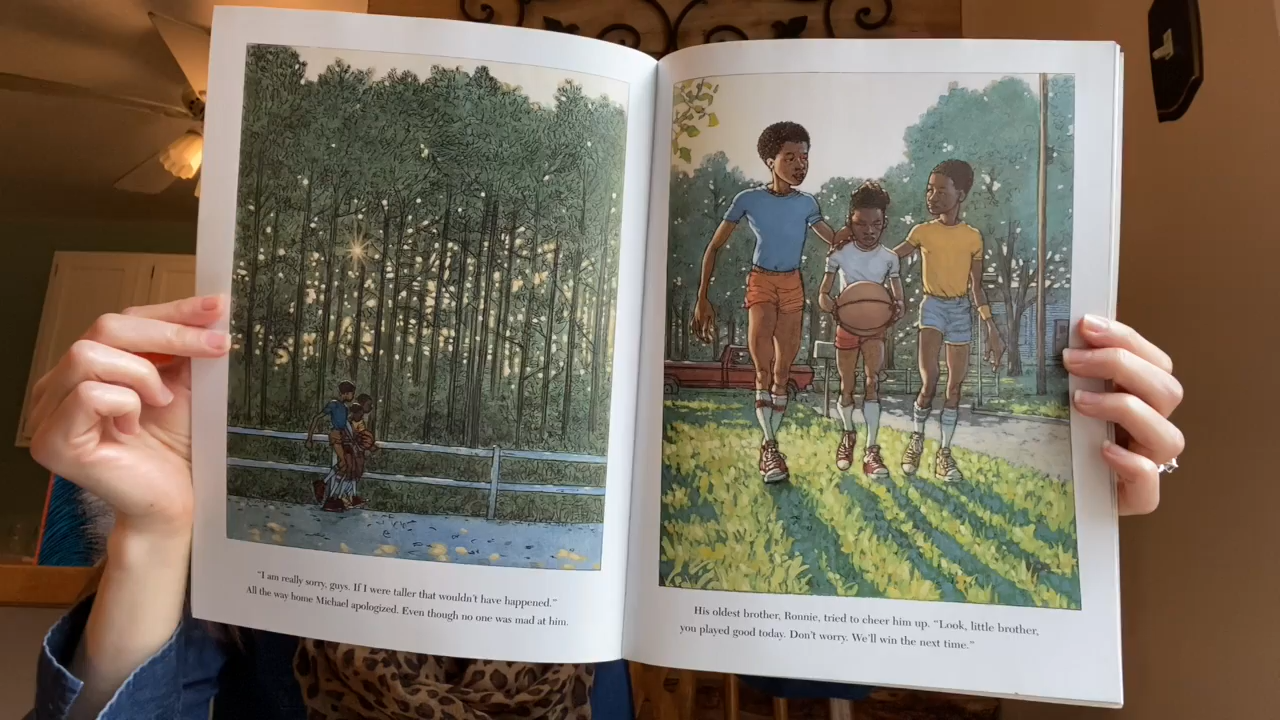 "I am really sorry, guys. If I were taller that wouldn't have happened."
All the way home Michael apologized. Even though no one was mad at him.
His oldest brother, Ronnie, tried to cheer him up. "Look, little brother,
you played good today. Don't worry. We'll win the next time."